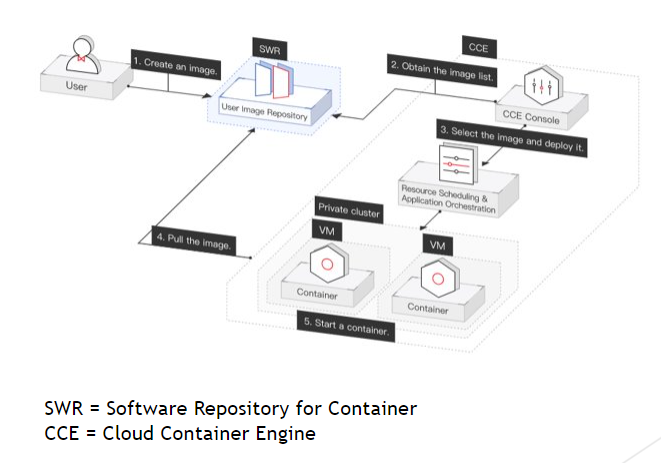 SWR
CCE
1. Create an image.
2. Obtain the image list.
User
User Image Repository
CCE Console
3. Select the image and deploy it.
Resource Scheduling &
Application Orchestration
Private cluster
VM
VM
4. Pull the image.
Container
Container
5. Start a container.
SWR = Software Repository for Container
CCE = Cloud Container Engine